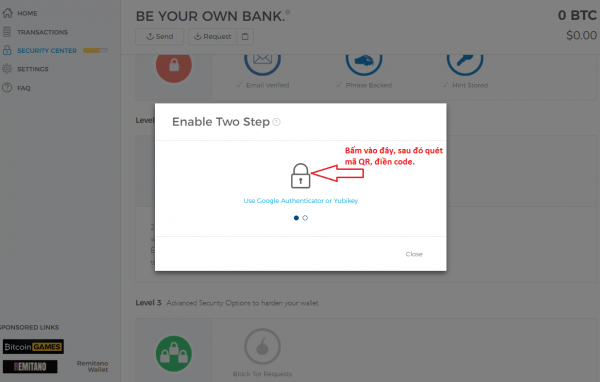 HOME
TRANSACTIONS
SECURITY CENTER
SETTINGS
FAQ
BE YOUR OWN BANK.®
0 BTC
$0.00
Send
Request
Email Verified
Phrase Backed
Hint Stored
Level
Enable Two Step
Bấm vào đây, sau đó quét
mã QR, điền code.
Use Google Authenticator or Yubikey
Close
Level 3 Advanced Security Options to harden your wallet
SPONSORED LINKS
Bitcoin GAMES
REMITANO
Remitano
Wallet
Block Tor Requests